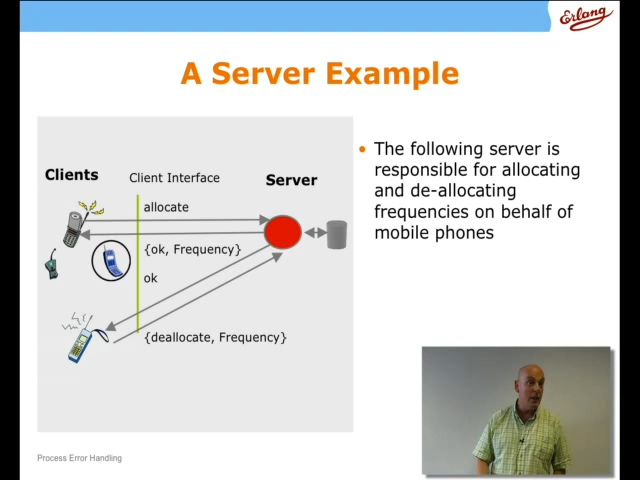 Erlang
A Server Example
Clients
Client Interface
Server
allocate
{ok, Frequency}
ok
{deallocate, Frequency}
• The following server is
responsible for allocating
and de-allocating
frequencies on behalf of
mobile phones
Process Error Handling